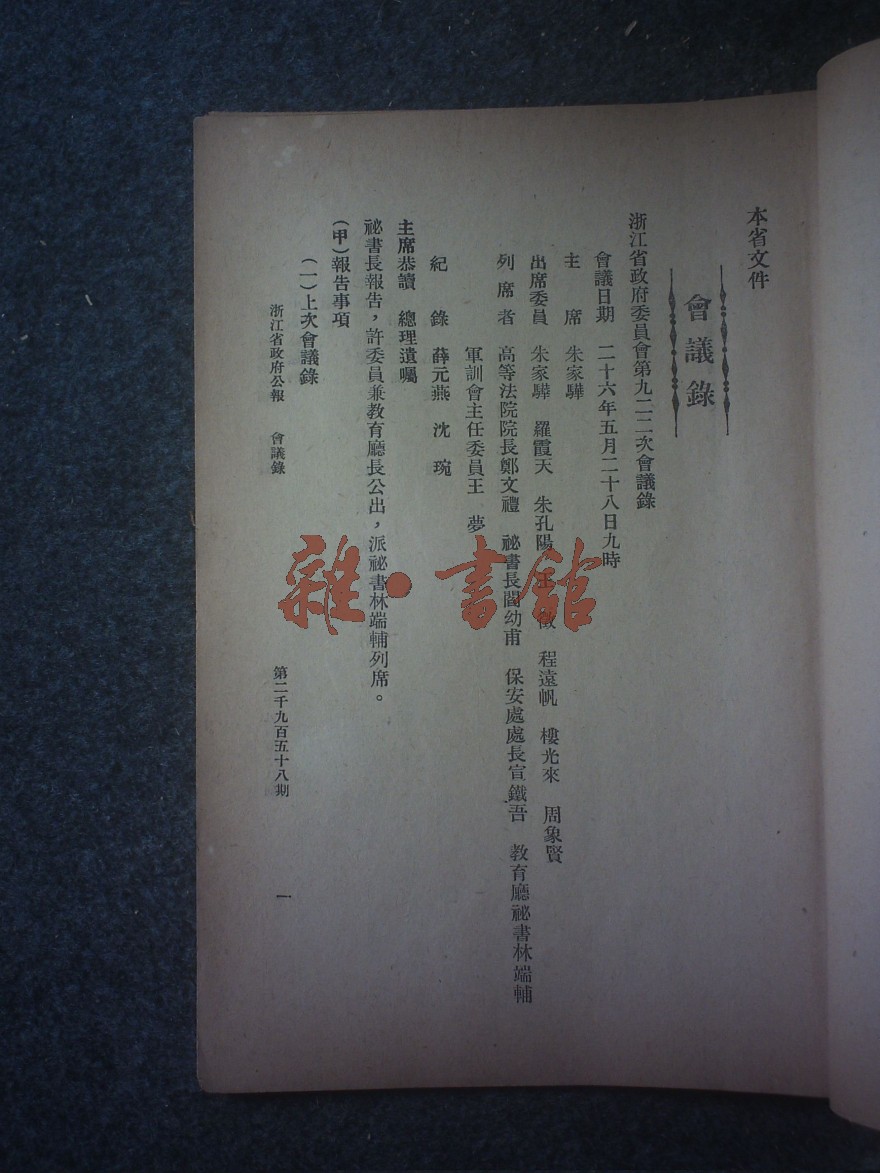 本省文件
會議錄
浙江省政府委員會第九二二次會議錄
會議日期　二十六年五月二十八日九時
主　席　朱家驊
出席委員　朱家驊　羅霞天　朱孔陽　王　徵　程遠帆　樓光來　周象賢
列席者　高等法院院長鄭文禮　祕書長閻幼甫　保安處處長宣鐵吾　教育廳祕書林端輔
軍訓會主任委員王　夢
紀　錄　薛元燕　沈　琬
主席恭讀　總理遺囑
祕書長報告，許委員兼教育廳長公出，派祕書林端輔列席。
（甲）報告事項
（一）上次會議錄
浙江省政府公報　會議錄　第二千九百五十八期　一
雜·書館